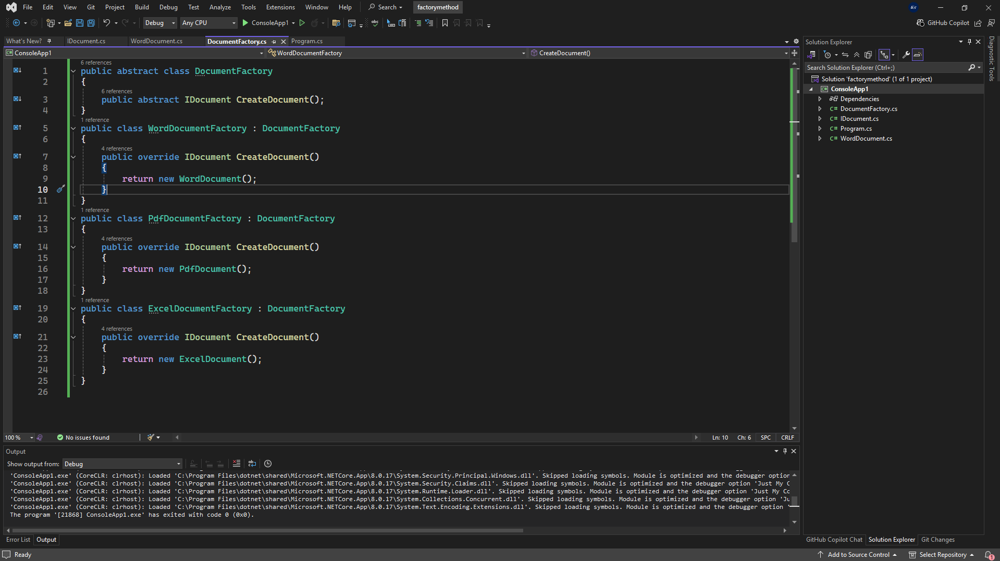 File Edit View Git Project Build Debug Test Analyze Tools Extensions Window Help Search factorymethod AV
Debug Any CPU ConsoleApp1 GitHub Copilot
What's New? IDocument.cs WordDocument.cs DocumentFactory.cs Program.cs
ConsoleApp1 WordDocumentFactory CreateDocument()
6 references
1 public abstract class DocumentFactory
2 {
6 references
3 public abstract IDocument CreateDocument();
4 }
1 reference
5 public class WordDocumentFactory : DocumentFactory
6 {
4 references
7 public override IDocument CreateDocument()
8 {
9 return new WordDocument();
10 }
11 }
1 reference
12 public class PdfDocumentFactory : DocumentFactory
13 {
4 references
14 public override IDocument CreateDocument()
15 {
16 return new PdfDocument();
17 }
18 }
1 reference
19 public class ExcelDocumentFactory : DocumentFactory
20 {
4 references
21 public override IDocument CreateDocument()
22 {
23 return new ExcelDocument();
24 }
25 }
26
100 % No issues found Ln: 10 Ch: 6 SPC CRLF
Output
Show output from: Debug
'ConsoleApp1.exe' (CoreCLR: clrhost): Loaded 'C:\Program Files\dotnet\shared\Microsoft.NETCore.App\8.0.17\System.Security.Principal.Windows.dll'. Skipped loading symbols. Module is optimized and the debugger option
'ConsoleApp1.exe' (CoreCLR: clrhost): Loaded 'C:\Program Files\dotnet\shared\Microsoft.NETCore.App\8.0.17\System.Security.Claims.dll'. Skipped loading symbols. Module is optimized and the debugger option 'Just My C
'ConsoleApp1.exe' (CoreCLR: clrhost): Loaded 'C:\Program Files\dotnet\shared\Microsoft.NETCore.App\8.0.17\System.Runtime.Loader.dll'. Skipped loading symbols. Module is optimized and the debugger option 'Just My Co
'ConsoleApp1.exe' (CoreCLR: clrhost): Loaded 'C:\Program Files\dotnet\shared\Microsoft.NETCore.App\8.0.17\System.Collections.Concurrent.dll'. Skipped loading symbols. Module is optimized and the debugger option 'Ju
'ConsoleApp1.exe' (CoreCLR: clrhost): Loaded 'C:\Program Files\dotnet\shared\Microsoft.NETCore.App\8.0.17\System.Text.Encoding.Extensions.dll'. Skipped loading symbols. Module is optimized and the debugger option '
The program '[21868] ConsoleApp1.exe' has exited with code 0 (0x0).
Error List Output
Solution Explorer
Search Solution Explorer (Ctrl+;)
Solution 'factorymethod' (1 of 1 project)
C# ConsoleApp1
Dependencies
C# DocumentFactory.cs
C# IDocument.cs
C# Program.cs
C# WordDocument.cs
Diagnostic Tools
GitHub Copilot Chat Solution Explorer Git Changes
Ready Add to Source Control Select Repository 1